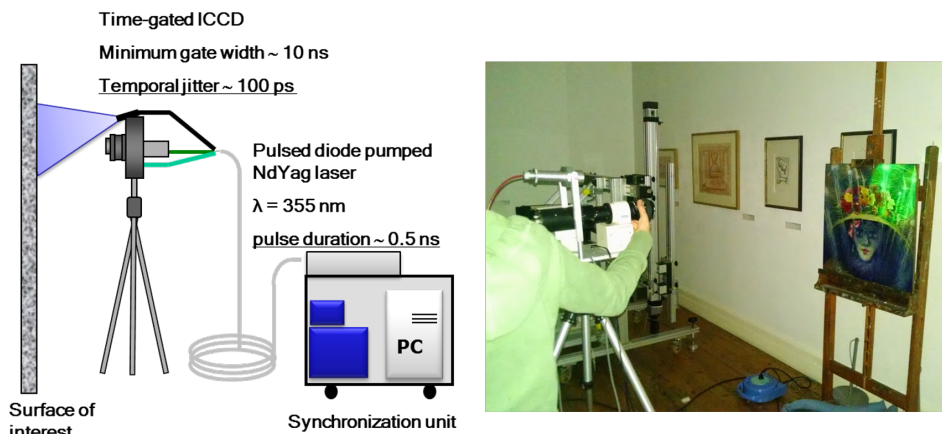 Time-gated ICCD
Minimum gate width ~ 10 ns
Temporal jitter ~ 100 ps
Pulsed diode pumped
NdYag laser
λ = 355 nm
pulse duration ~ 0.5 ns
PC
Surface of
interest
Synchronization unit